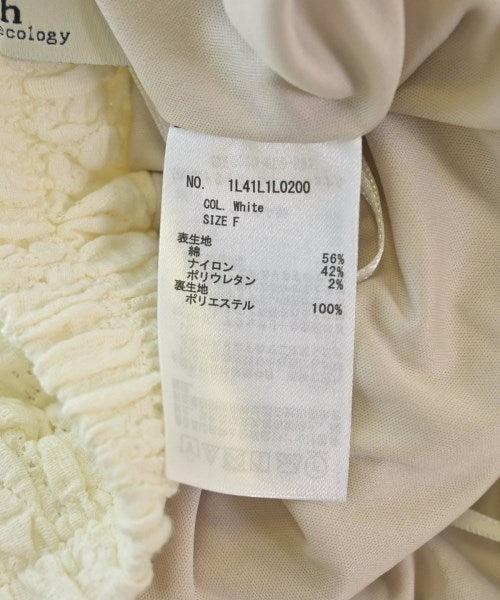 h
ecology
NO. 1L41L1L0200
COL. White
SIZE F
表生地
綿 56%
ナイロン 42%
ポリウレタン 2%
裏生地
ポリエステル 100%